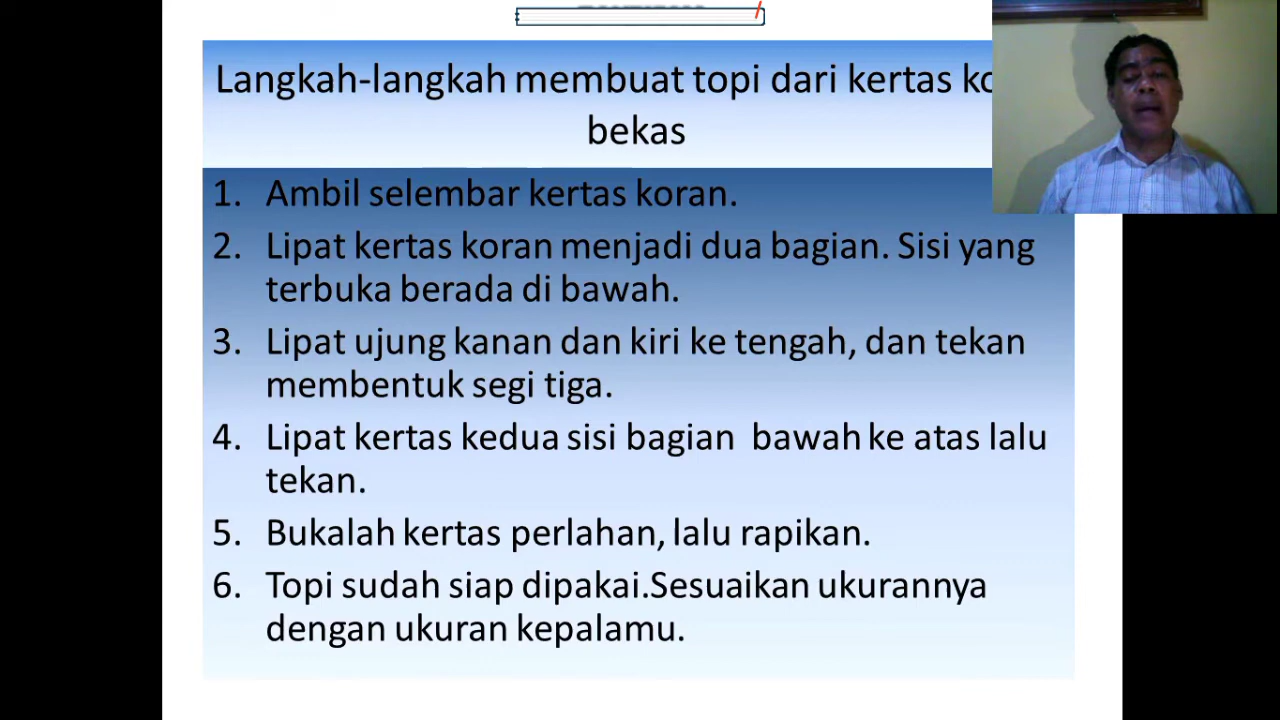 Langkah-langkah membuat topi dari kertas
bekas
1. Ambil selembar kertas koran.
2. Lipat kertas koran menjadi dua bagian. Sisi yang
terbuka berada di bawah.
3. Lipat ujung kanan dan kiri ke tengah, dan tekan
membentuk segi tiga.
4. Lipat kertas kedua sisi bagian bawah ke atas lalu
tekan.
5. Bukalah kertas perlahan, lalu rapikan.
6. Topi sudah siap dipakai.Sesuaikan ukurannya
dengan ukuran kepalamu.